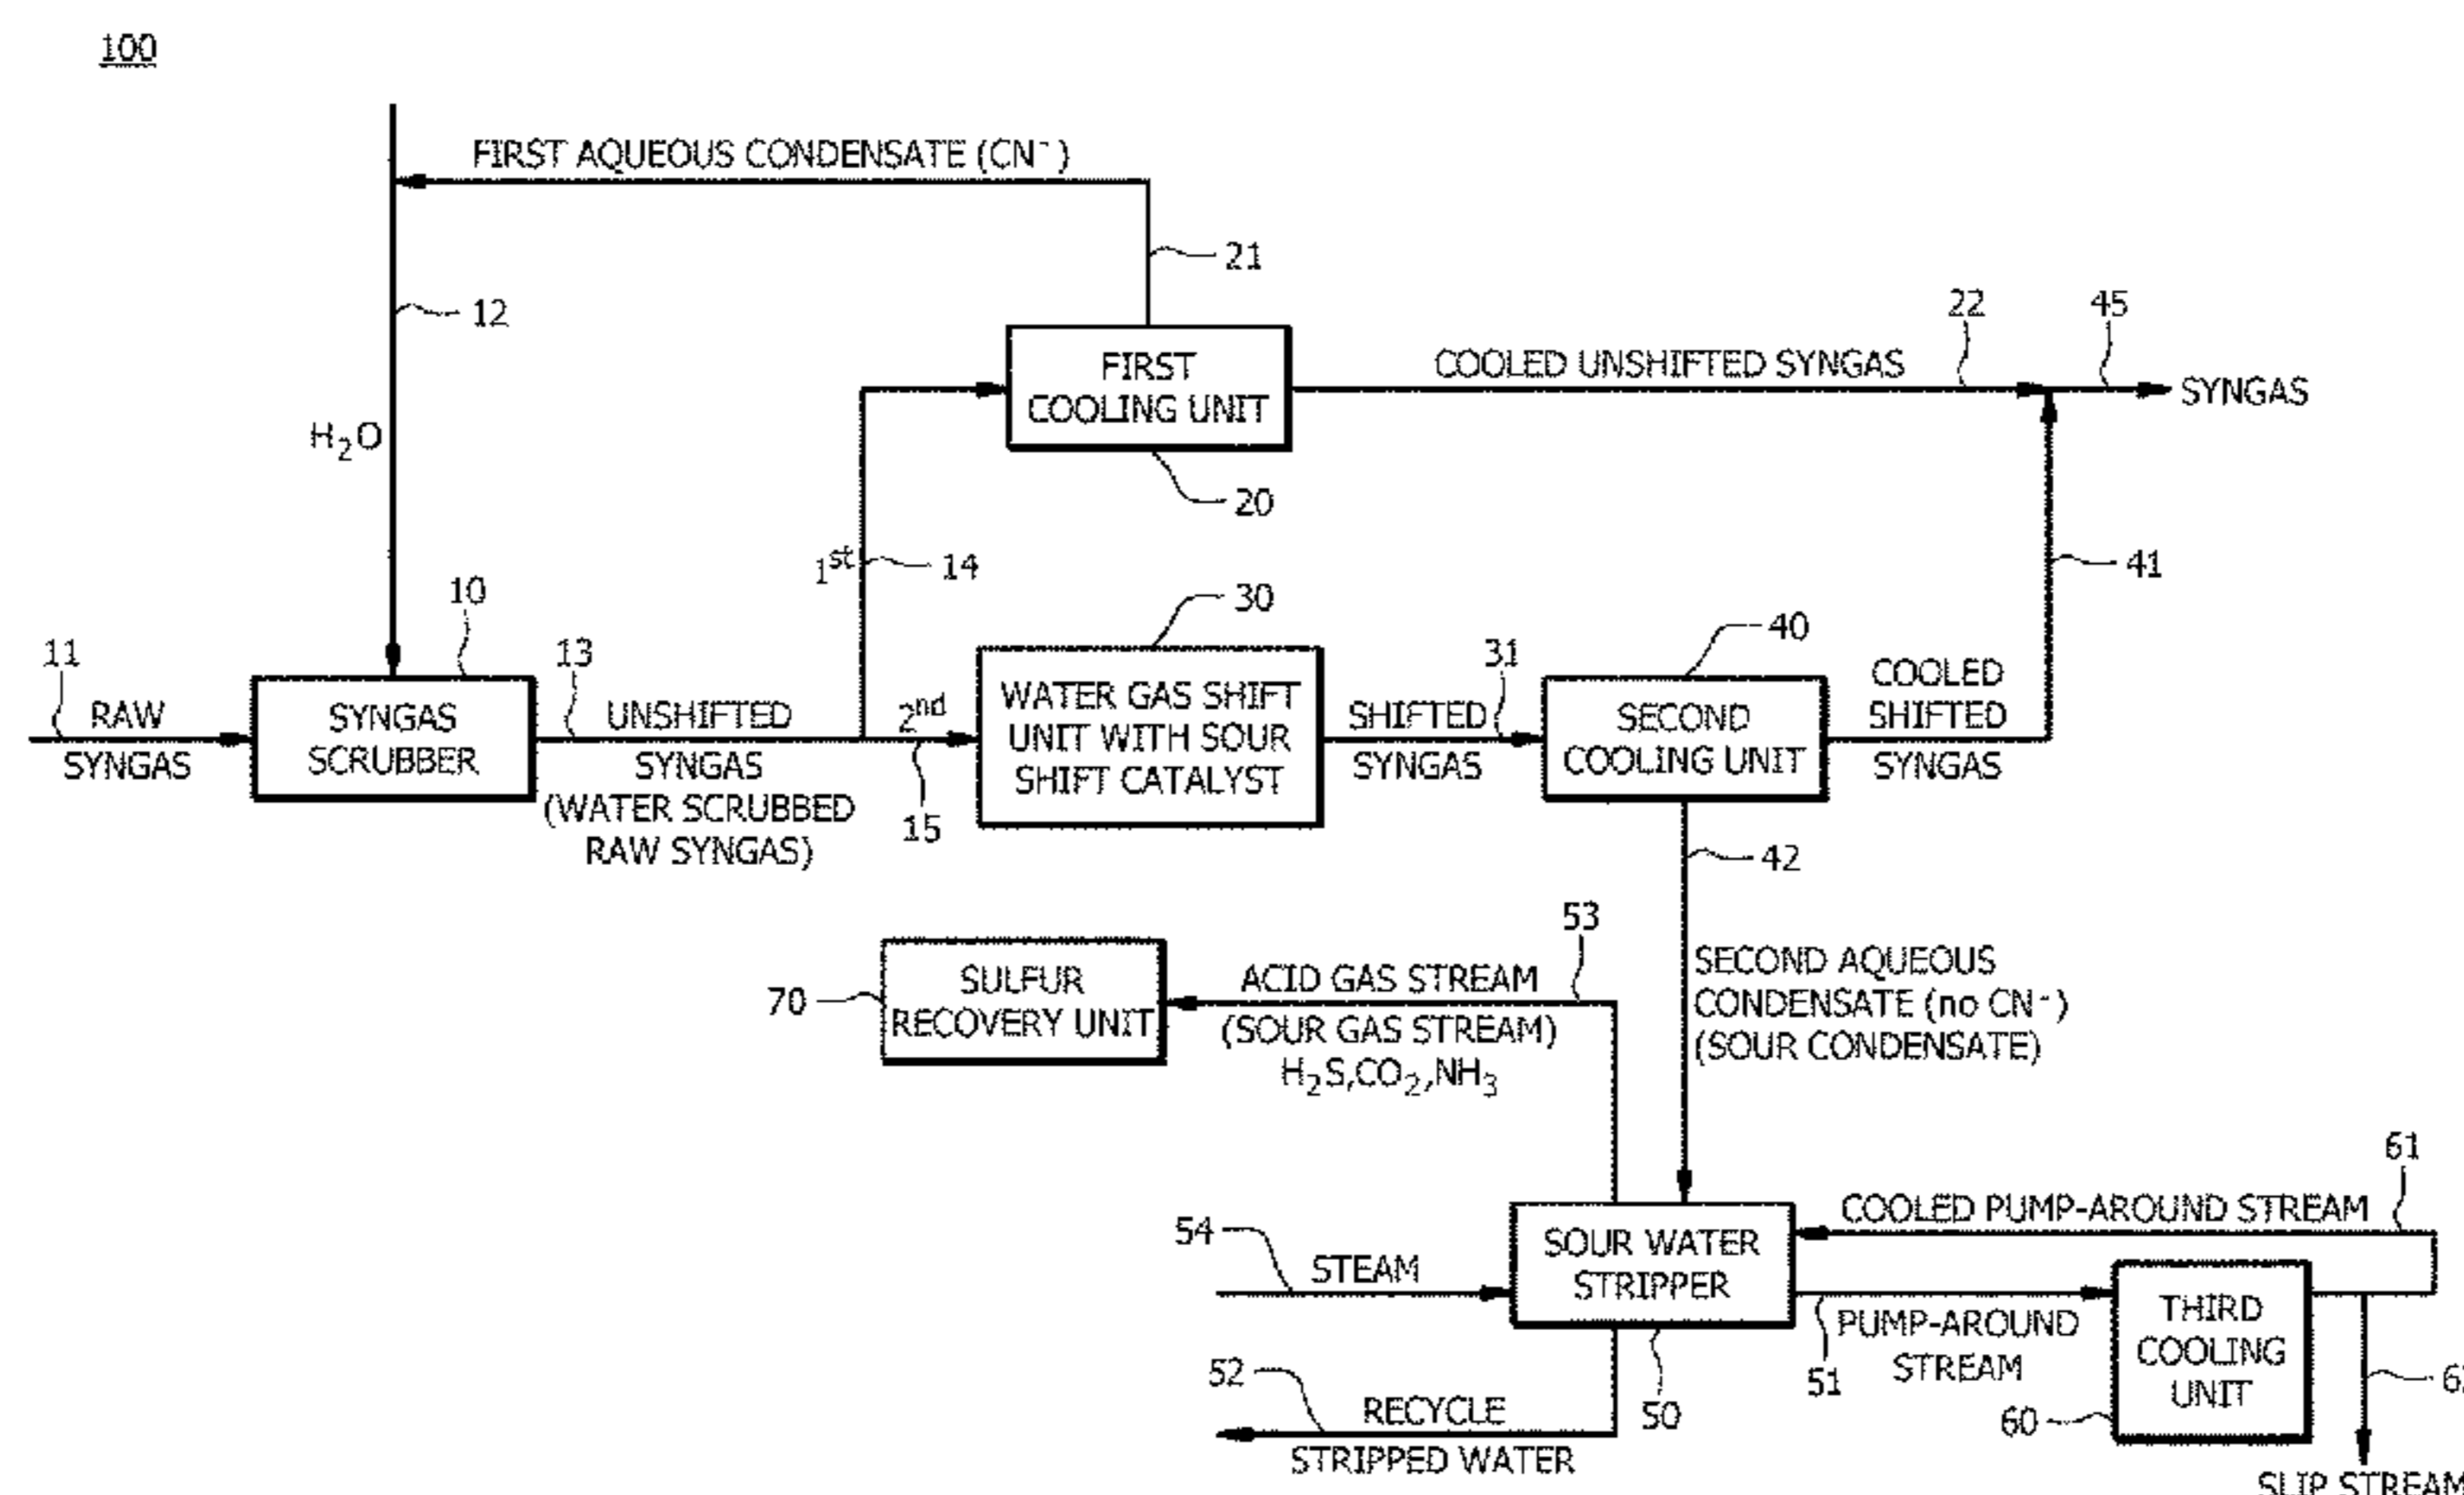 100
FIRST AQUEOUS CONDENSATE (CN⁻)
21
12
22
45
FIRST
COOLING UNIT
COOLED UNSHIFTED SYNGAS
SYNGAS
H₂O
20
1st
14
41
10
30
40
11
13
31
RAW
SYNGAS
SYNGAS
SCRUBBER
UNSHIFTED
SYNGAS
(WATER SCRUBBED
RAW SYNGAS)
2nd
15
WATER GAS SHIFT
UNIT WITH SOUR
SHIFT CATALYST
SHIFTED
SYNGAS
SECOND
COOLING UNIT
COOLED
SHIFTED
SYNGAS
42
53
70
SULFUR
RECOVERY UNIT
ACID GAS STREAM
(SOUR GAS STREAM)
H₂S,CO₂,NH₃
SECOND AQUEOUS
CONDENSATE (no CN⁻)
(SOUR CONDENSATE)
61
54
STEAM
SOUR WATER
STRIPPER
COOLED PUMP-AROUND STREAM
PUMP-AROUND
STREAM
51
THIRD
COOLING
UNIT
60
52
RECYCLE
STRIPPED WATER
50
SLIP STREAM